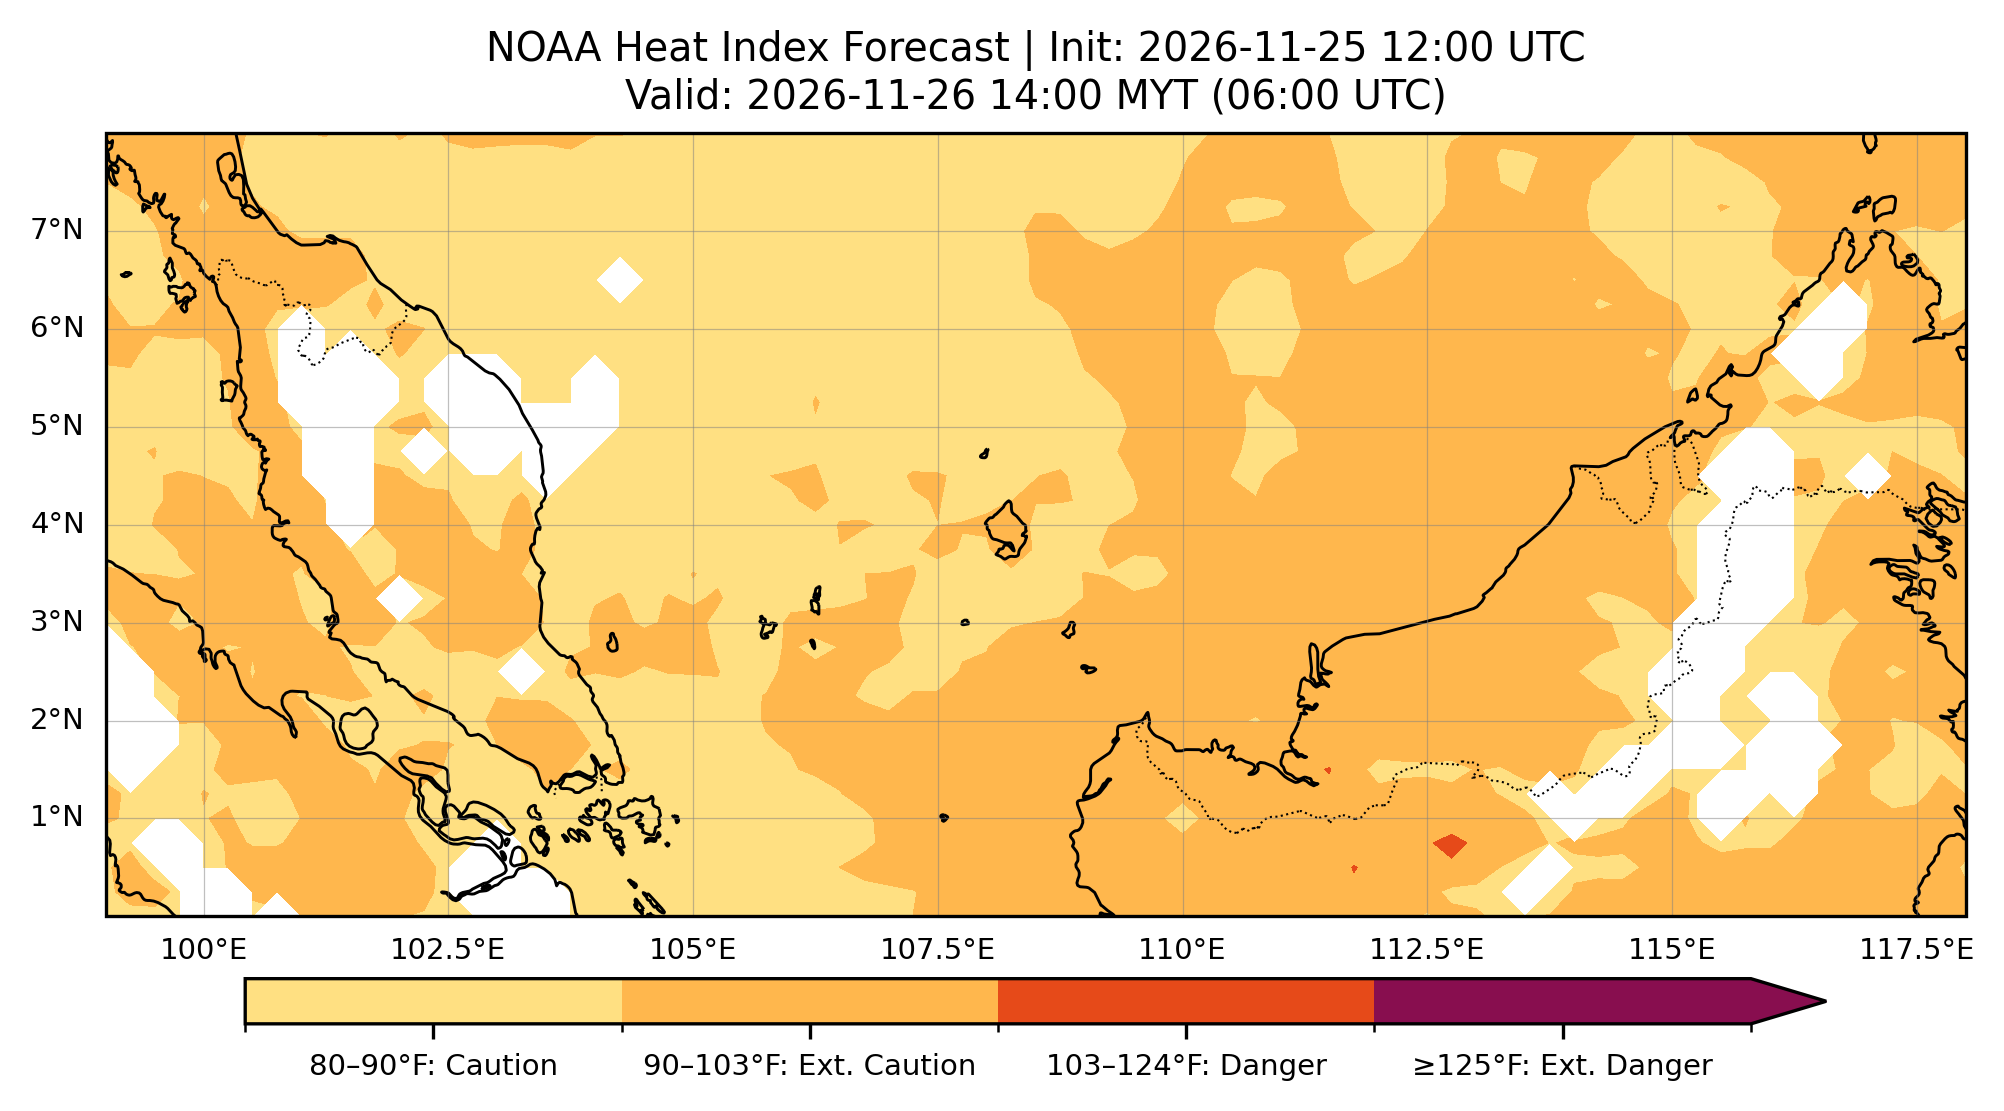 NOAA Heat Index Forecast | Init: 2026-11-25 12:00 UTC
Valid: 2026-11-26 14:00 MYT (06:00 UTC)
7°N
6°N
5°N
4°N
3°N
2°N
1°N
100°E 102.5°E 105°E 107.5°E 110°E 112.5°E 115°E 117.5°E
80–90°F: Caution 90–103°F: Ext. Caution 103–124°F: Danger ≥125°F: Ext. Danger